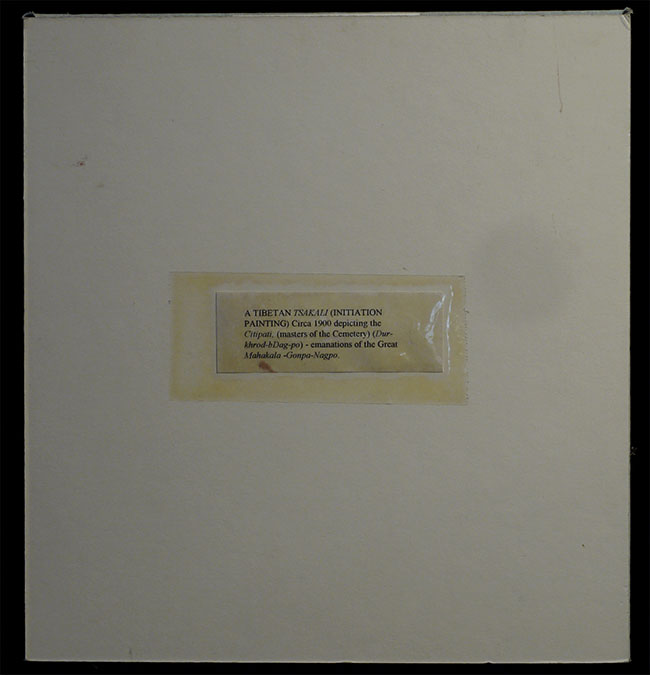 A TIBETAN TSAKALI (INITIATION
PAINTING) Circa 1900 depicting the
Citipati, (masters of the Cemetery) (Dur-
khrod-bDag-po) - emanations of the Great
Mahakala -Gonpa-Nagpo.